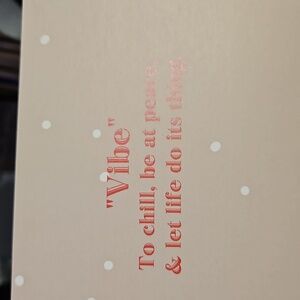 "Vibe"
To chill, be at peace,
& let life do its thing.